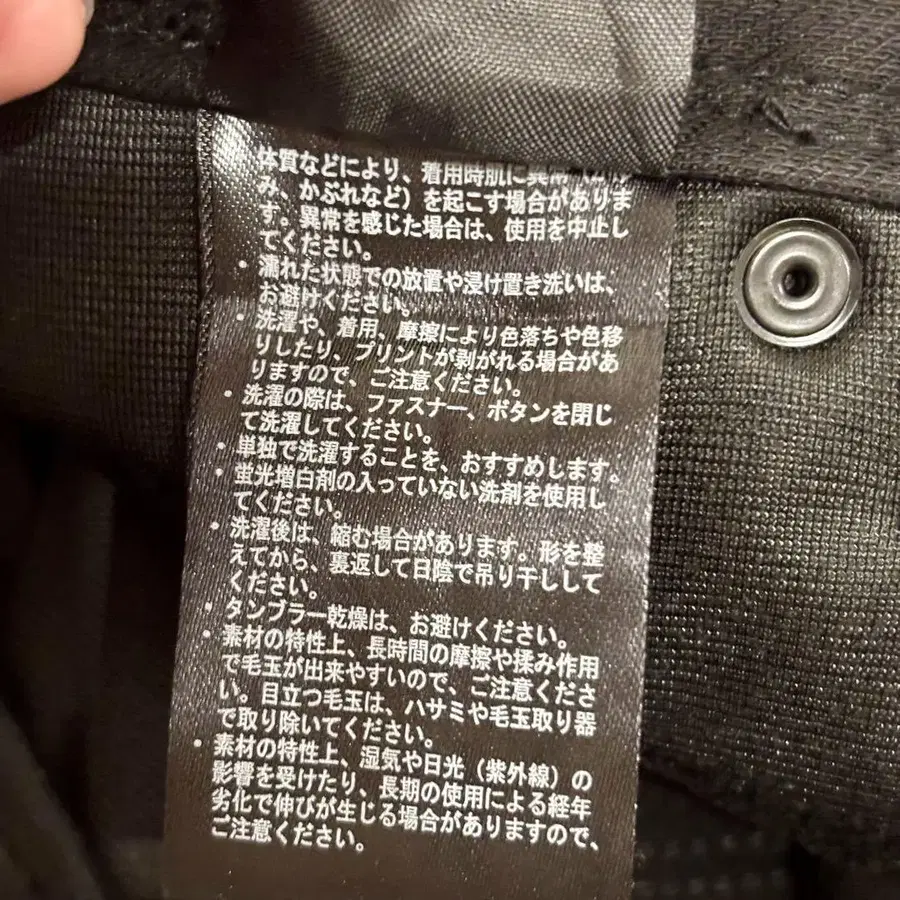 体質などにより、着用時肌に異常
み、かぶれなど）を起こす場合がありま
す。異常を感じた場合は、使用を中止し
てください。
・濡れた状態での放置や浸け置き洗いは、
お避けください。
・洗濯や、着用、摩擦により色落ちや色移
りしたり、プリントが剥がれる場合があ
りますので、ご注意ください。
・洗濯の際は、ファスナー、ボタンを閉じ
て洗濯してください。
・単独で洗濯することを、おすすめします。
・蛍光増白剤の入っていない洗剤を使用し
てください。
・洗濯後は、縮む場合があります。形を整
えてから、裏返して日陰で吊り干しして
ください。
・タンブラー乾燥は、お避けください。
・素材の特性上、長時間の摩擦や揉み作用
で毛玉が出来やすいので、ご注意くださ
い。目立つ毛玉は、ハサミや毛玉取り器
で取り除いてください。
・素材の特性上、湿気や日光（紫外線）の
影響を受けたり、長期の使用による経年
劣化で伸びが生じる場合がありますので、
ご注意ください。